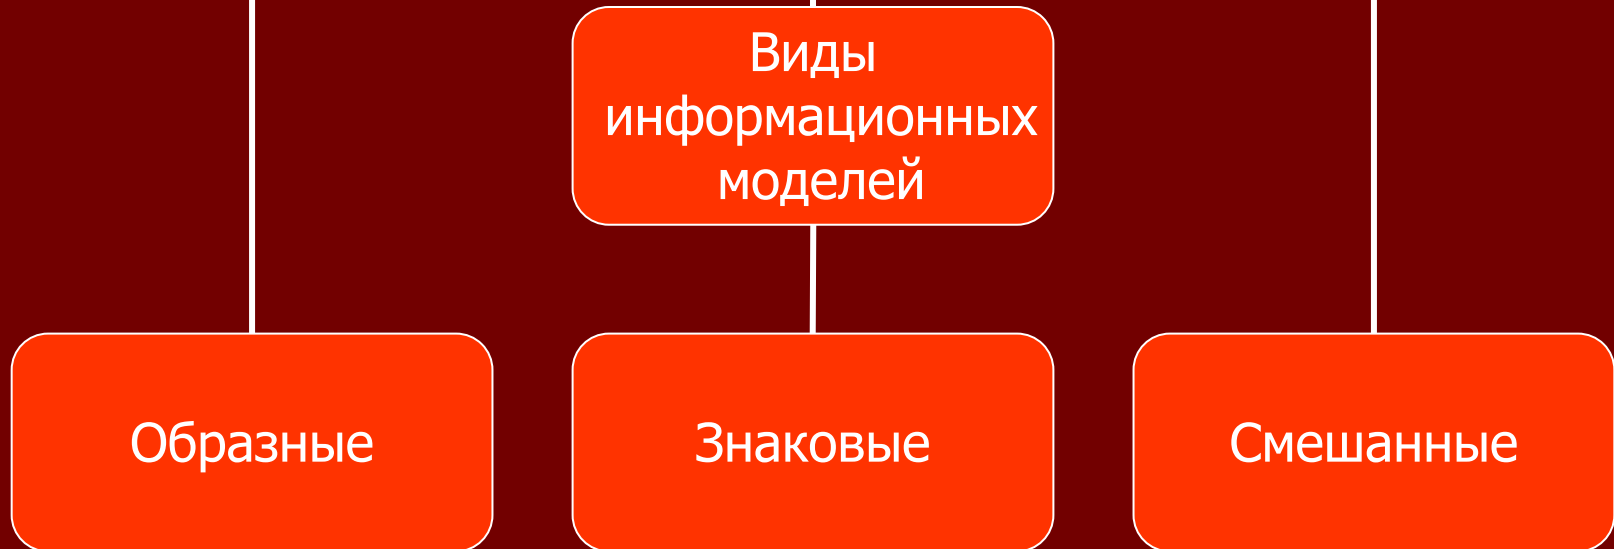 Виды
информационных
моделей
Образные
Знаковые
Смешанные